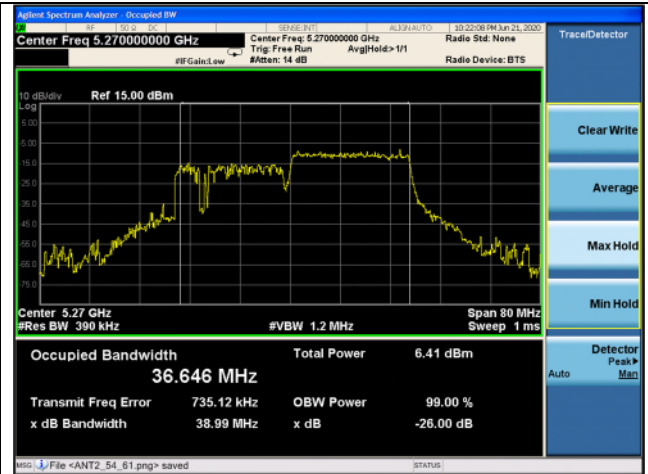 Agilent Spectrum Analyzer - Occupied BW
RF 50 Ω DC SENSE:INT ALIGN AUTO 10:22:08 PM Jun 21, 2020
Center Freq 5.270000000 GHz Center Freq: 5.270000000 GHz Radio Std: None Trace/Detector
Trig: Free Run Avg|Hold:>1/1
#IFGain:Low #Atten: 14 dB Radio Device: BTS
10 dB/div Ref 15.00 dBm
Log
5.00
-5.00
-15.0
-25.0
-35.0
-45.0
-55.0
-65.0
-75.0
Clear Write
Average
Max Hold
Min Hold
Center 5.27 GHz Span 80 MHz
#Res BW 390 kHz #VBW 1.2 MHz Sweep 1 ms
Occupied Bandwidth Total Power 6.41 dBm
36.646 MHz
Transmit Freq Error 735.12 kHz OBW Power 99.00 %
x dB Bandwidth 38.99 MHz x dB -26.00 dB
Detector
Peak▶
Auto Man
MSG File <ANT2_54_61.png> saved STATUS